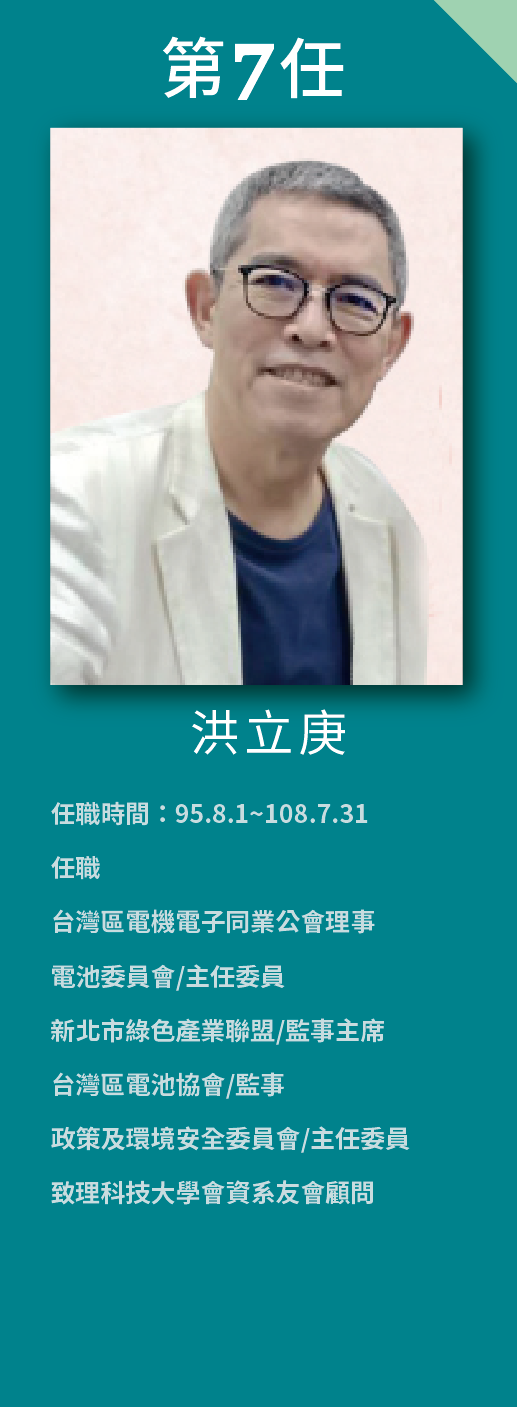 第7任
洪立庚
任職時間：95.8.1~108.7.31
任職
台灣區電機電子同業公會理事
電池委員會/主任委員
新北市綠色產業聯盟/監事主席
台灣區電池協會/監事
政策及環境安全委員會/主任委員
致理科技大學會資系友會顧問